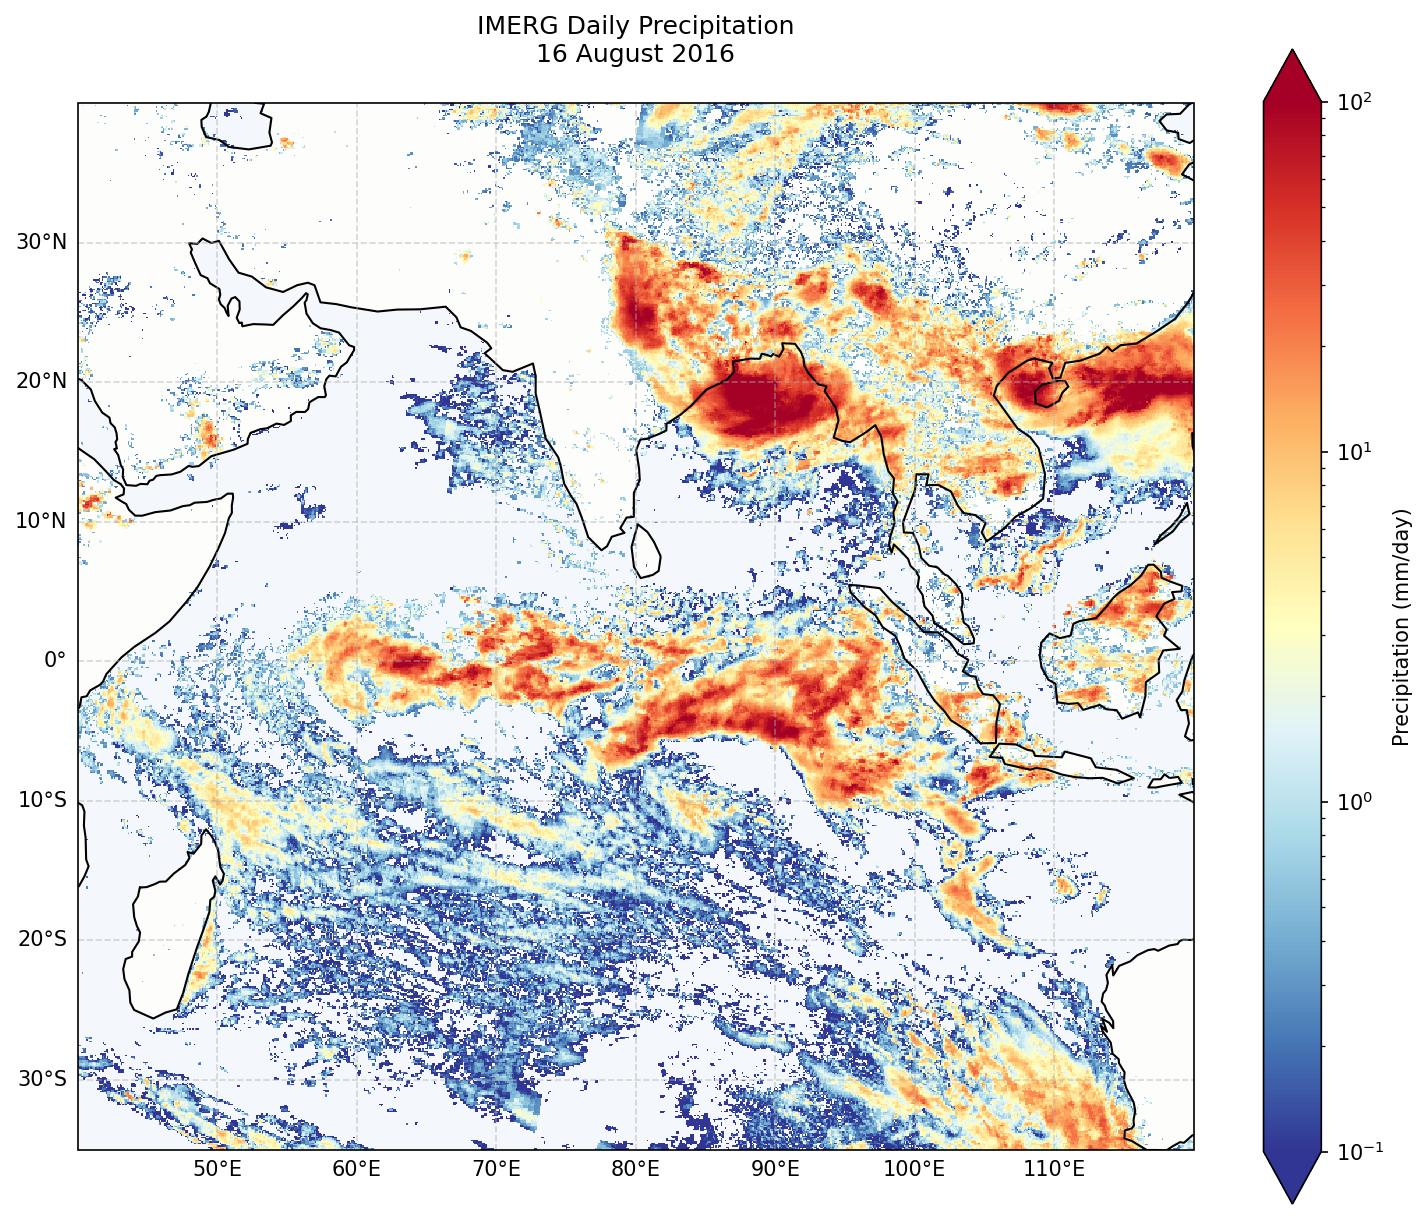 IMERG Daily Precipitation
16 August 2016
30°N
20°N
10°N
0°
10°S
20°S
30°S
50°E 60°E 70°E 80°E 90°E 100°E 110°E
10²
10¹
10⁰
10⁻¹
Precipitation (mm/day)